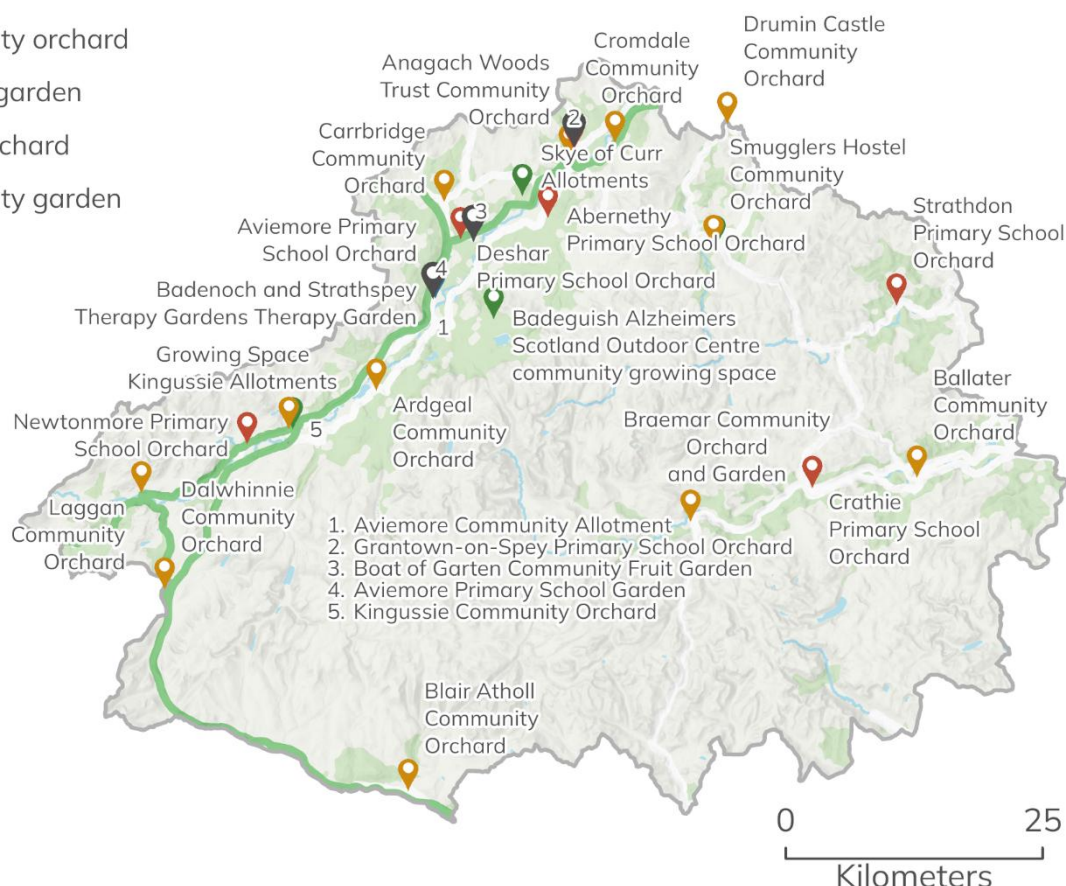 ty orchard
garden
chard
ty garden
Drumin Castle
Community
Orchard
Cromdale
Community
Orchard
Anagach Woods
Trust Community
Orchard
2
Carrbridge
Community
Orchard
Skye of Curr
Allotments
Smugglers Hostel
Community
Orchard
Strathdon
Primary School
Orchard
Aviemore Primary
School Orchard
3
Abernethy
Primary School Orchard
Deshar
Primary School Orchard
4
Badenoch and Strathspey
Therapy Gardens Therapy Garden
1
Badeguish Alzheimers
Scotland Outdoor Centre
community growing space
Growing Space
Kingussie Allotments
Newtonmore Primary
School Orchard
5
Ardgeal
Community
Orchard
Braemar Community
Orchard
and Garden
Ballater
Community
Orchard
Laggan
Community
Orchard
Dalwhinnie
Community
Orchard
Crathie
Primary School
Orchard
1. Aviemore Community Allotment
2. Grantown-on-Spey Primary School Orchard
3. Boat of Garten Community Fruit Garden
4. Aviemore Primary School Garden
5. Kingussie Community Orchard
Blair Atholl
Community
Orchard
0 25
Kilometers